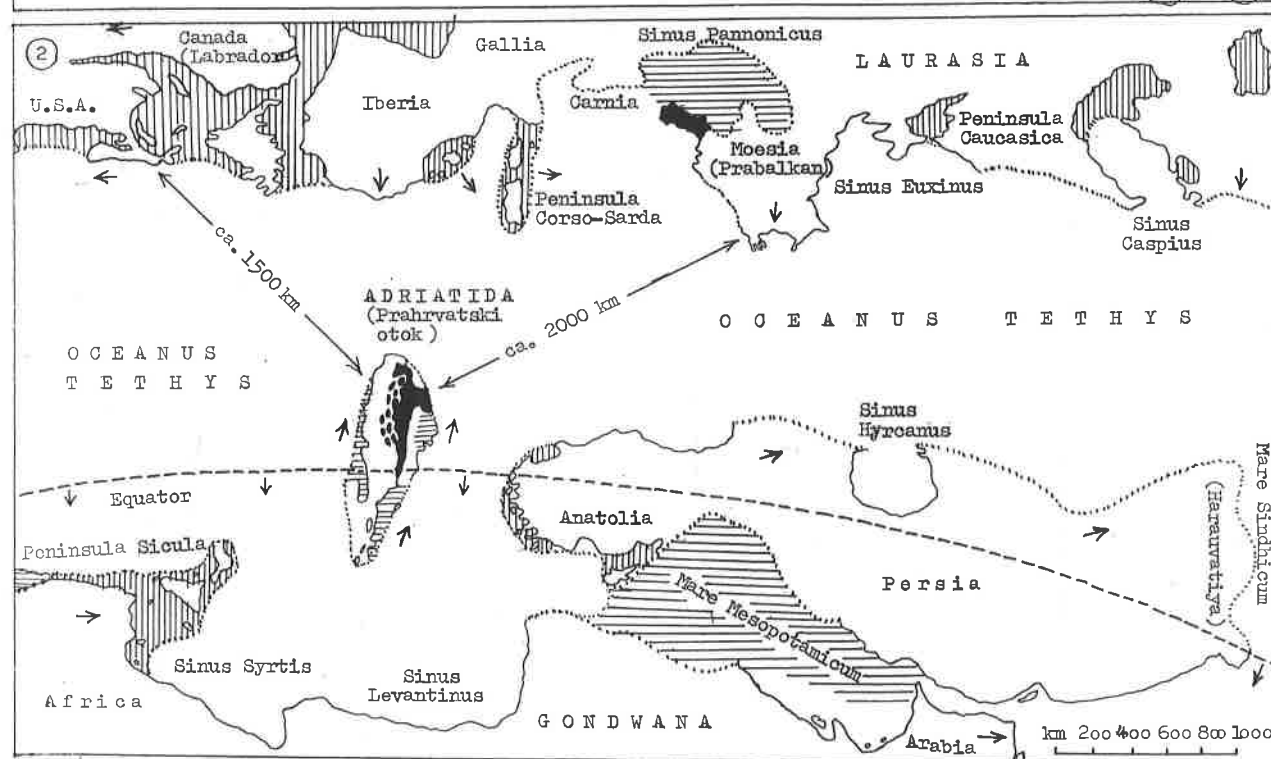 2
Canada
(Labrador
Gallia
Sinus Pannonicus
LAURASIA
U.S.A.
Iberia
Carnia
Peninsula
Caucasica
Moesia
(Prabalkan)
Sinus Euxinus
Peninsula
Corso-Sarda
Sinus
Caspius
ca. 1500 km
ca. 2000 km
ADRIATIDA
(Prahrvatski
otok)
OCEANUS TETHYS
OCEANUS
TETHYS
Sinus
Hyrcanus
Mare Sindhicum
(Harauvatiya)
Equator
Anatolia
Peninsula Sicula
Persia
Mare Mesopotamicum
Sinus Syrtis
Sinus
Levantinus
Africa
GONDWANA
Arabia
km 200 400 600 800 1000